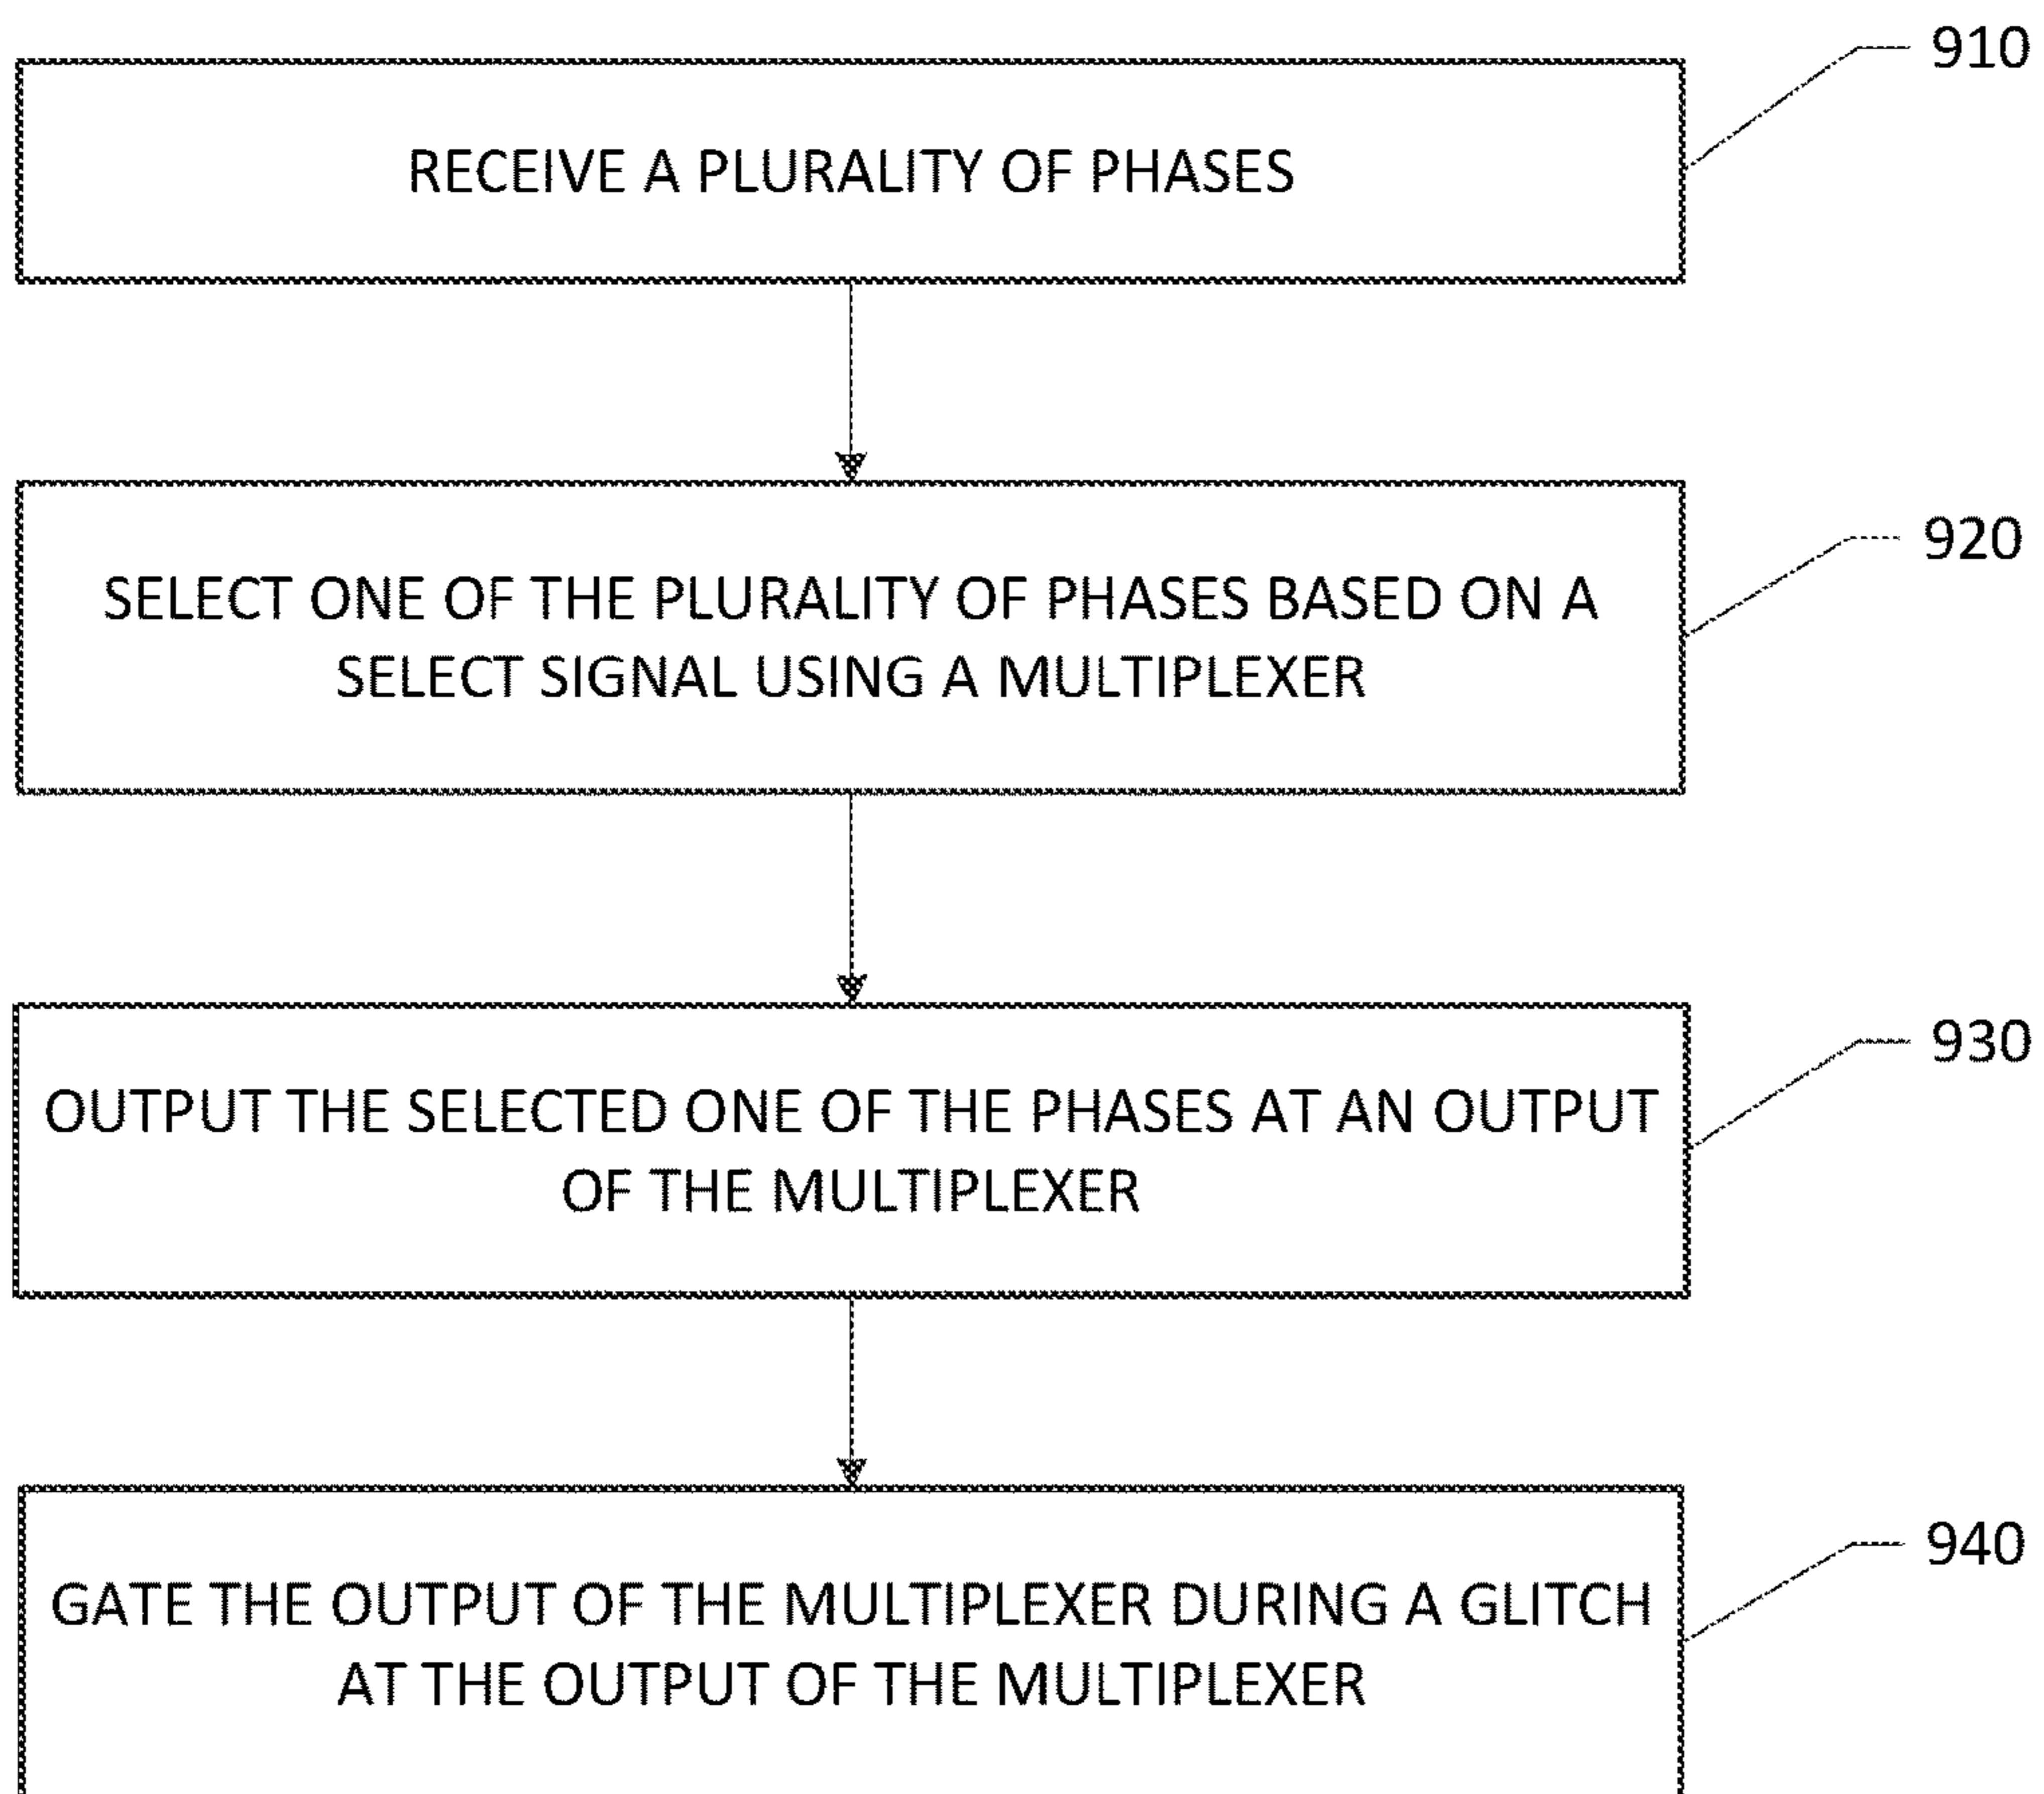 910
RECEIVE A PLURALITY OF PHASES
920
SELECT ONE OF THE PLURALITY OF PHASES BASED ON A
SELECT SIGNAL USING A MULTIPLEXER
930
OUTPUT THE SELECTED ONE OF THE PHASES AT AN OUTPUT
OF THE MULTIPLEXER
940
GATE THE OUTPUT OF THE MULTIPLEXER DURING A GLITCH
AT THE OUTPUT OF THE MULTIPLEXER